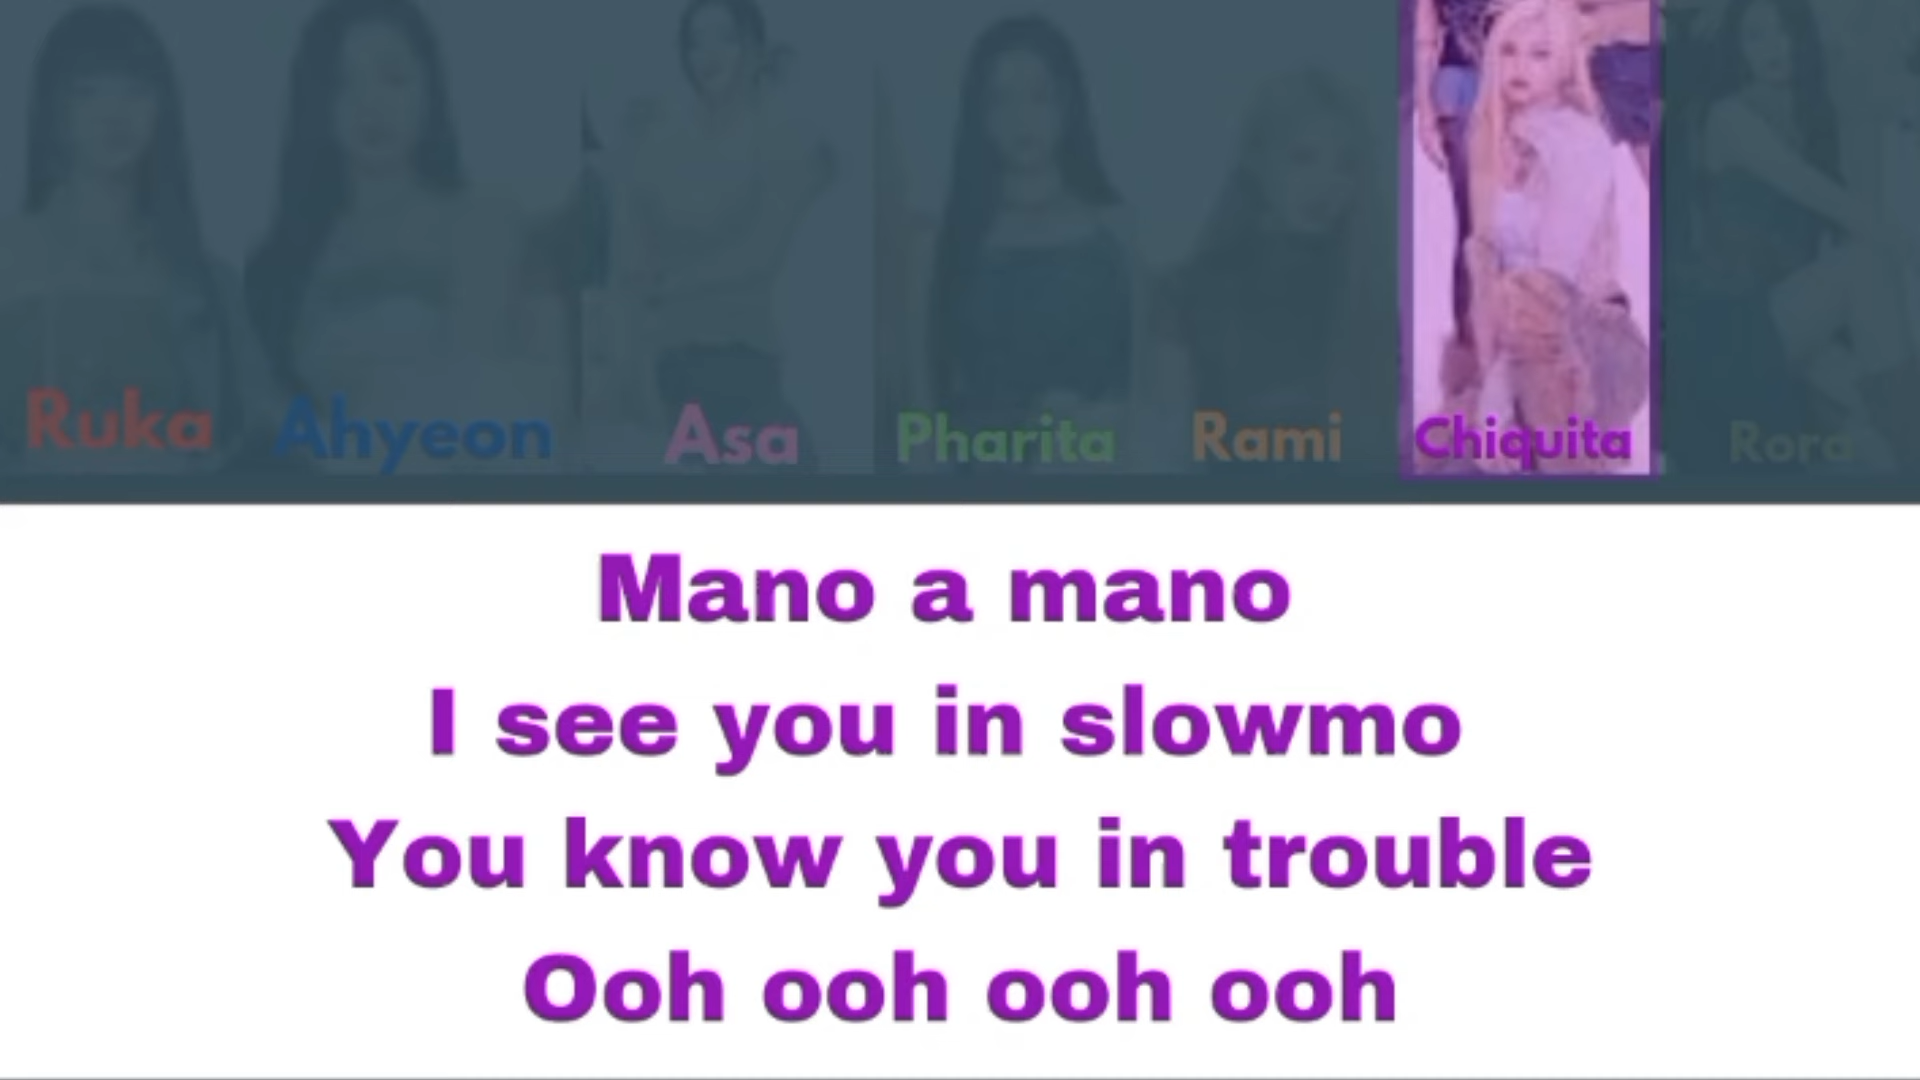 Ruka Ahyeon Asa Pharita Rami Chiquita Rora
Mano a mano
I see you in slowmo
You know you in trouble
Ooh ooh ooh ooh